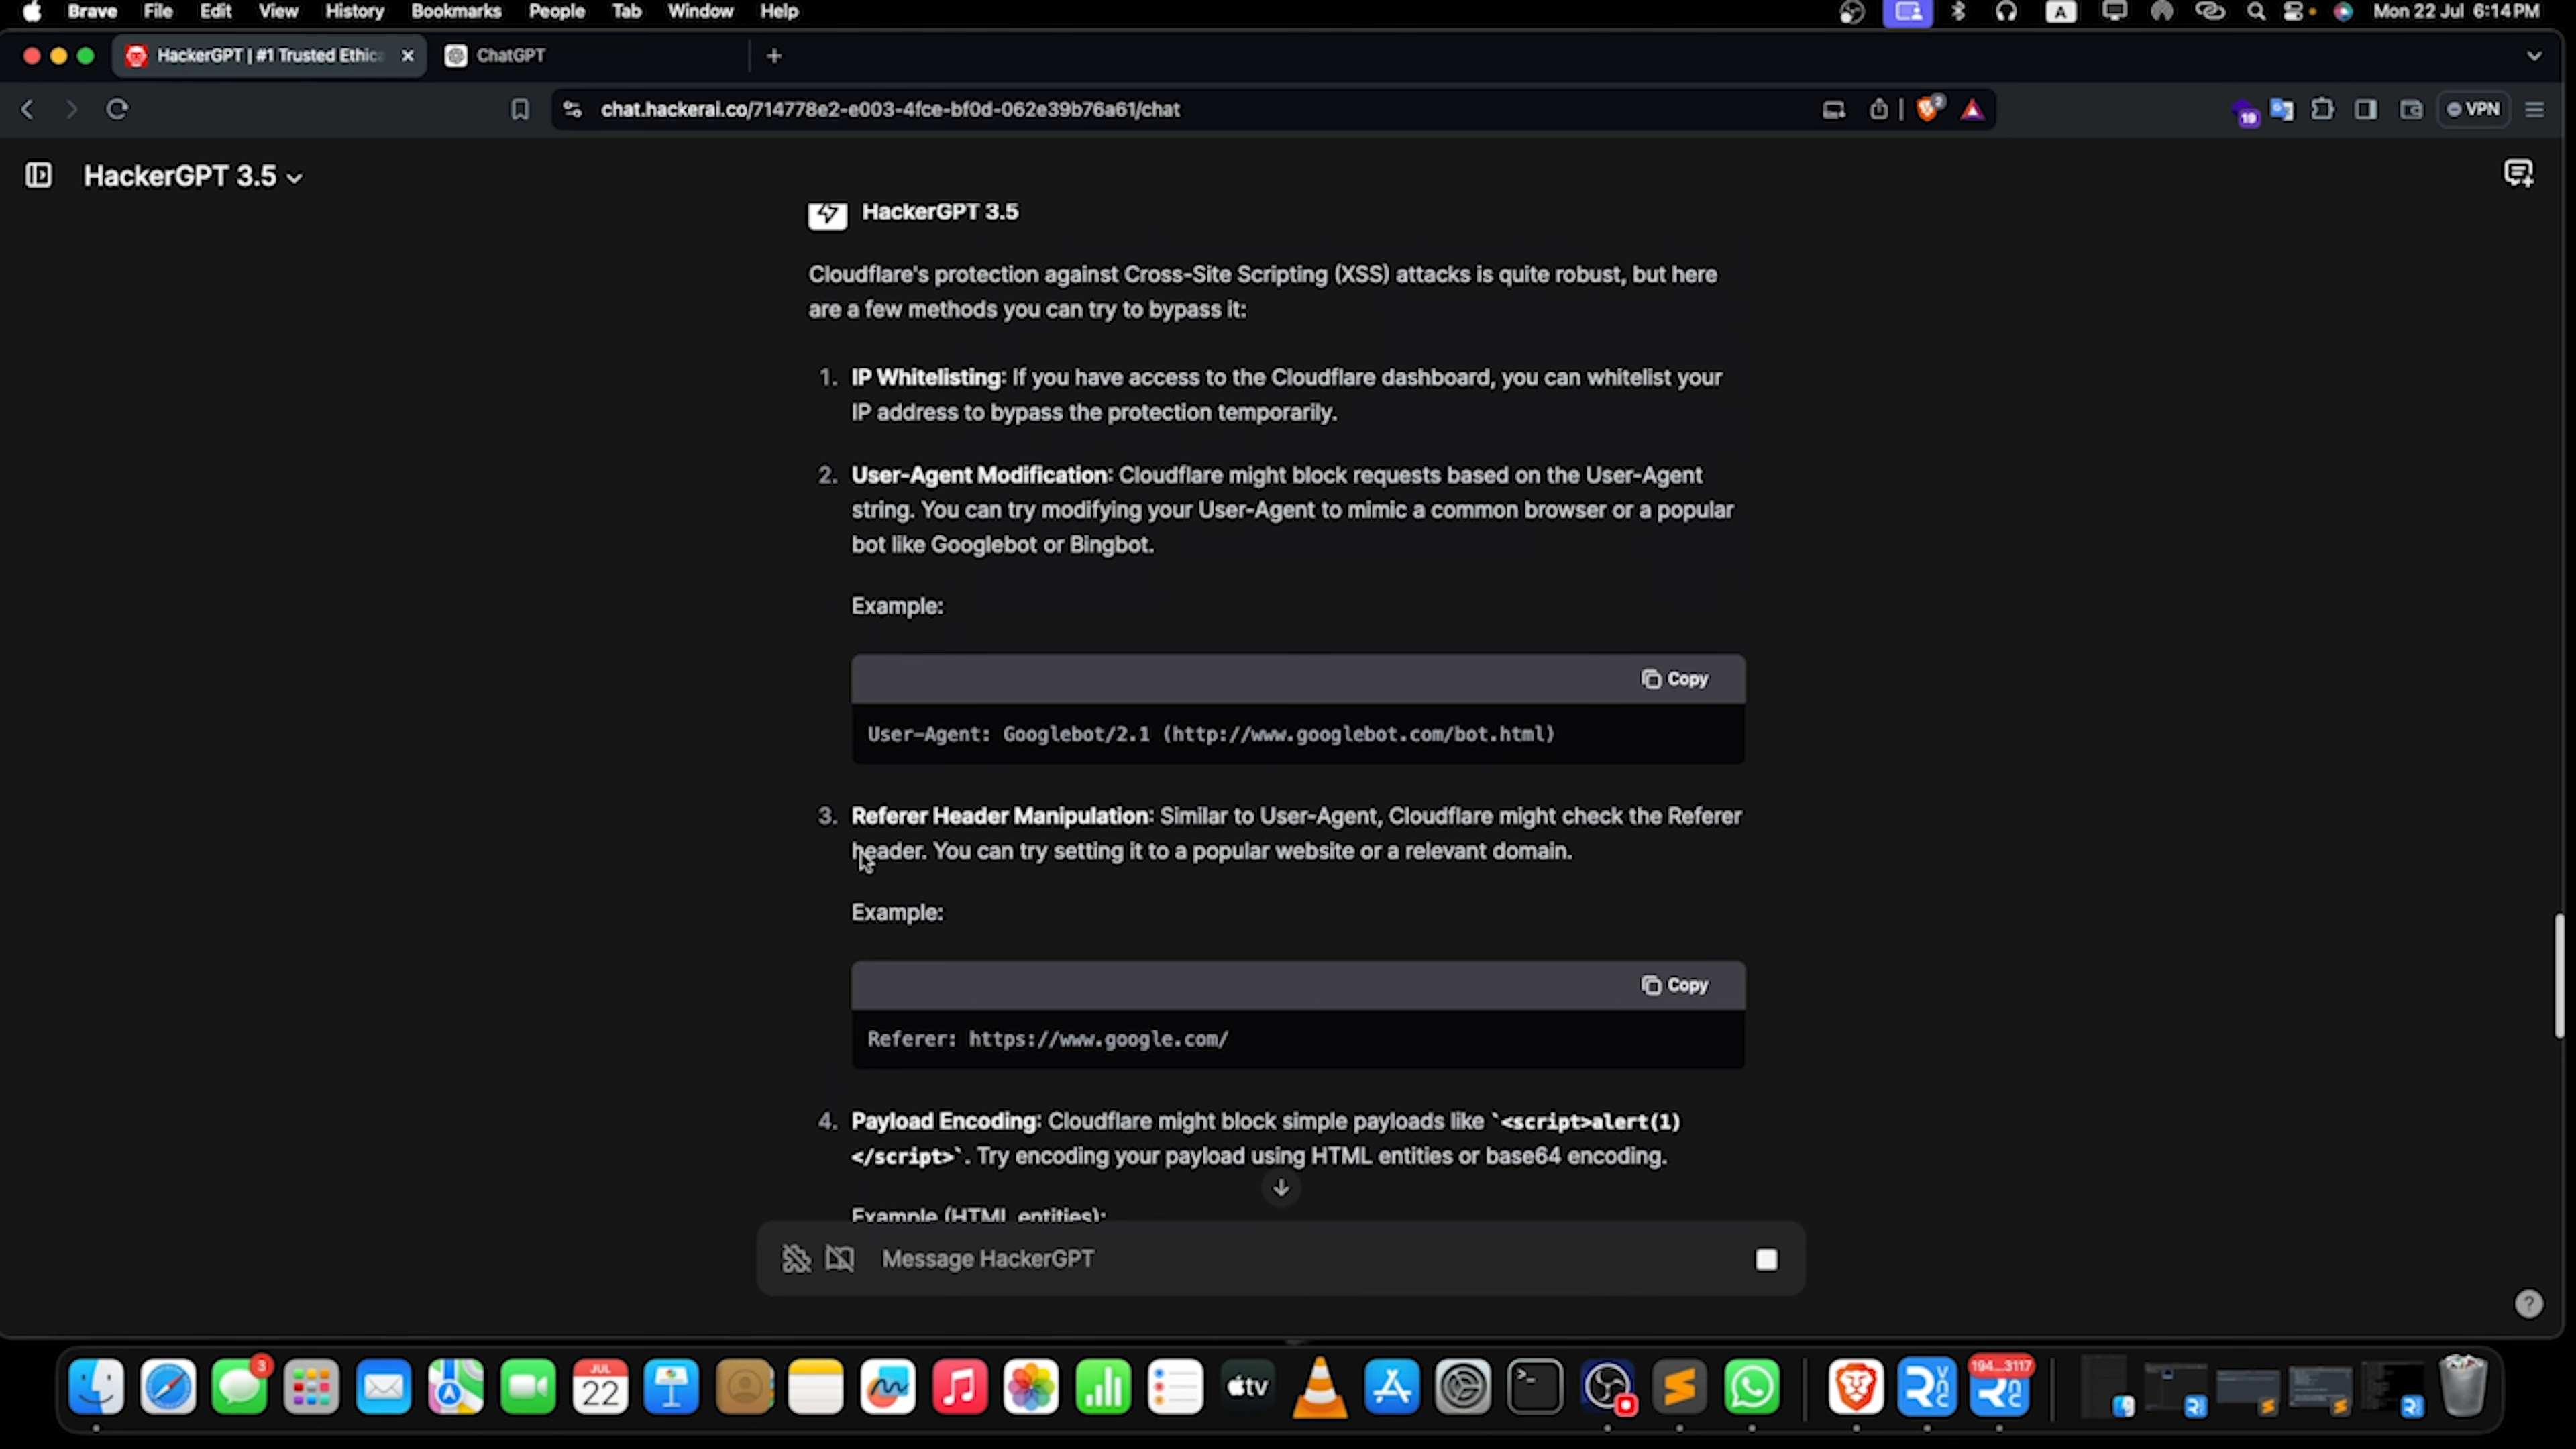 Brave File Edit View History Bookmarks People Tab Window Help A Mon 22 Jul 6:14 PM
HackerGPT | #1 Trusted Ethic ChatGPT
chat.hackerai.co/714778e2-e003-4fce-bf0d-062e39b76a61/chat 2 19 VPN
HackerGPT 3.5
HackerGPT 3.5
Cloudflare's protection against Cross-Site Scripting (XSS) attacks is quite robust, but here
are a few methods you can try to bypass it:
1. IP Whitelisting: If you have access to the Cloudflare dashboard, you can whitelist your
IP address to bypass the protection temporarily.
2. User-Agent Modification: Cloudflare might block requests based on the User-Agent
string. You can try modifying your User-Agent to mimic a common browser or a popular
bot like Googlebot or Bingbot.
Example:
Copy
User-Agent: Googlebot/2.1 (http://www.googlebot.com/bot.html)
3. Referer Header Manipulation: Similar to User-Agent, Cloudflare might check the Referer
header. You can try setting it to a popular website or a relevant domain.
Example:
Copy
Referer: https://www.google.com/
4. Payload Encoding: Cloudflare might block simple payloads like `<script>alert(1)
</script>`. Try encoding your payload using HTML entities or base64 encoding.
Example (HTML entities):
Message HackerGPT
?
3 JUL 22 tv 194...3117